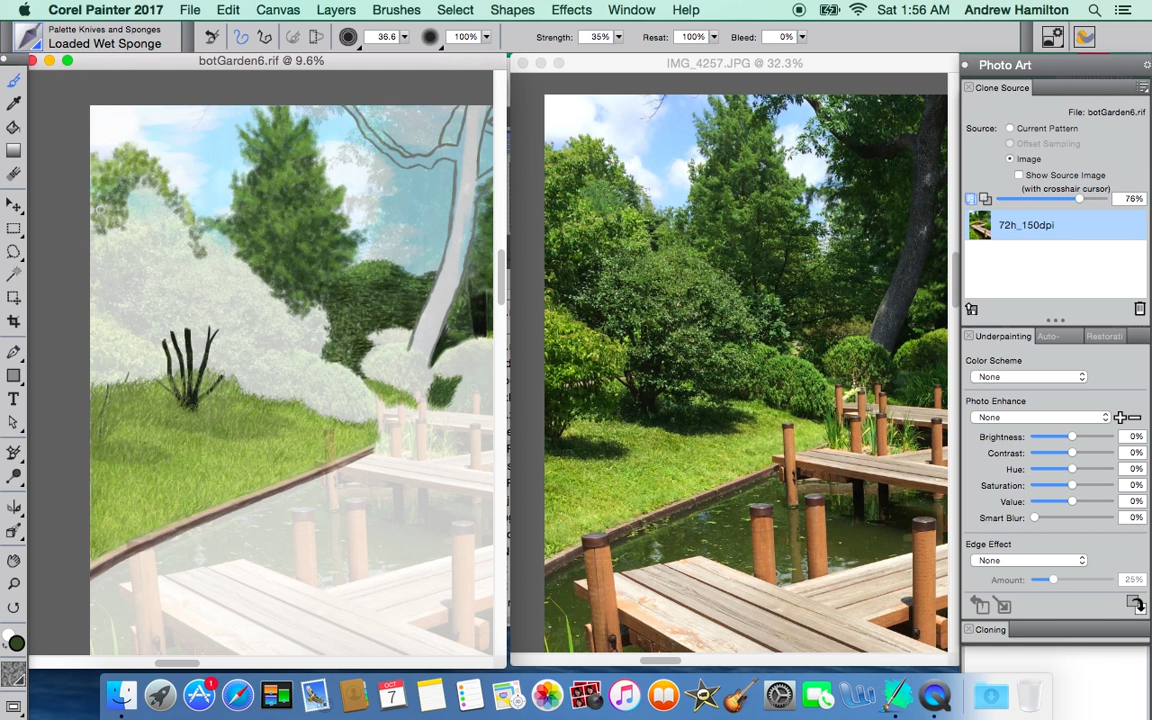 Corel Painter 2017 File Edit Canvas Layers Brushes Select Shapes Effects Window Help Sat 1:56 AM Andrew Hamilton
Palette Knives and Sponges
Loaded Wet Sponge
36.6 100% Strength: 35% Resat: 100% Bleed: 0%
botGarden6.rif @ 9.6%
IMG_4257.JPG @ 32.3%
Photo Art
Clone Source
File: botGarden6.rif
Source: Current Pattern
Offset Sampling
Image
Show Source Image
(with crosshair cursor)
76%
72h_150dpi
Underpainting Auto- Restorati
Color Scheme
None
Photo Enhance
None
Brightness: 0%
Contrast: 0%
Hue: 0%
Saturation: 0%
Value: 0%
Smart Blur: 0%
Edge Effect
None
Amount: 25%
Cloning
T
1
OCT
7